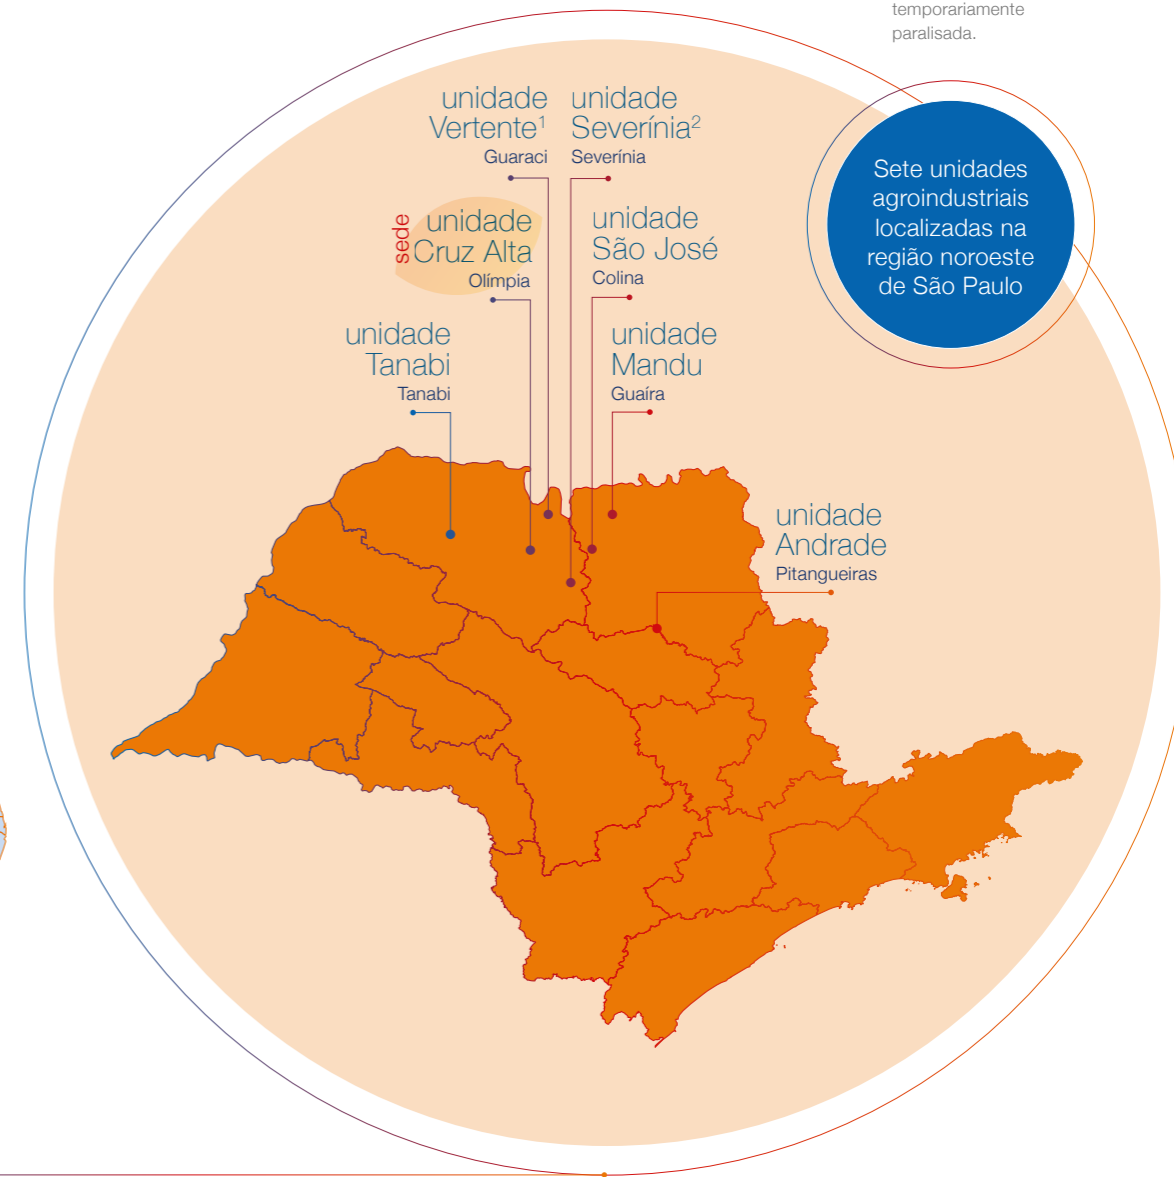 temporariamente
paralisada.
unidade
Vertente¹
Guaraci
unidade
Severínia²
Severínia
Sete unidades
agroindustriais
localizadas na
região noroeste
de São Paulo
sede
unidade
Cruz Alta
Olímpia
unidade
São José
Colina
unidade
Tanabi
Tanabi
unidade
Mandu
Guaíra
unidade
Andrade
Pitangueiras